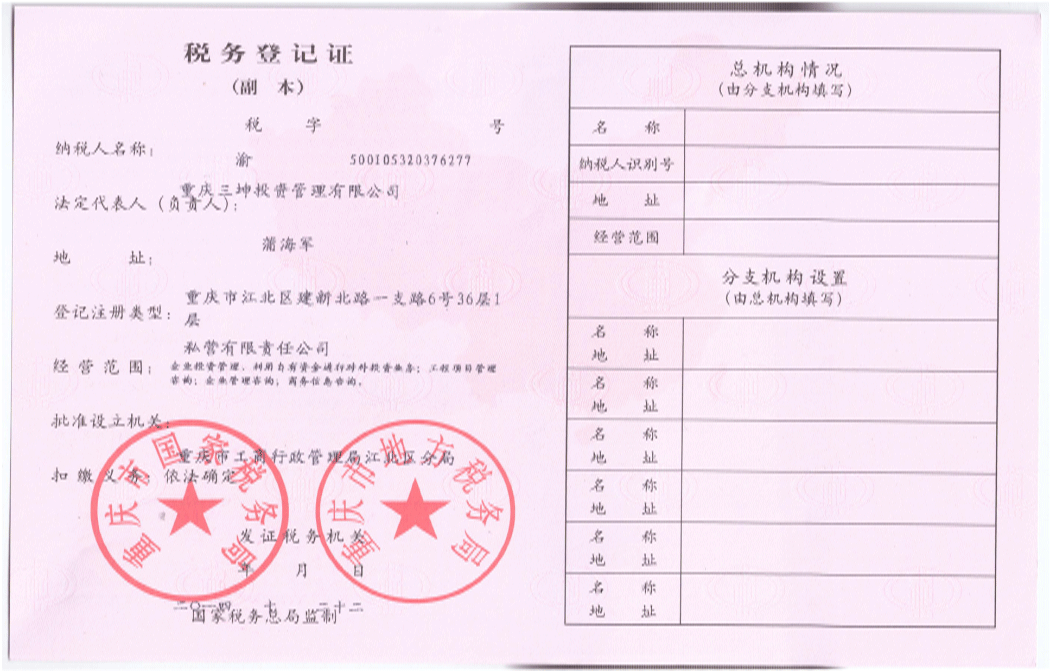 税务登记证
(副 本)
税 字 号
纳税人名称:
渝 500105320376277
重庆三坤投资管理有限公司
法定代表人(负责人):
蒲海军
地 址:
重庆市江北区建新北路一支路6号36层1
登记注册类型:
层
私营有限责任公司
经营范围:
企业投资管理、利用自有资金进行对外投资业务; 工程项目管理
咨询; 企业管理咨询; 商务信息咨询。
批准设立机关:
重庆市工商行政管理局江北区分局
扣缴义务: 依法确定
重庆市国家税务局
重庆市地方税务局
发证税务机关
年 月 日
二〇一四 七 二十二
国家税务总局监制
总机构情况
(由分支机构填写)
名 称
纳税人识别号
地 址
经营范围
分支机构设置
(由总机构填写)
名 称
地 址
名 称
地 址
名 称
地 址
名 称
地 址
名 称
地 址
名 称
地 址